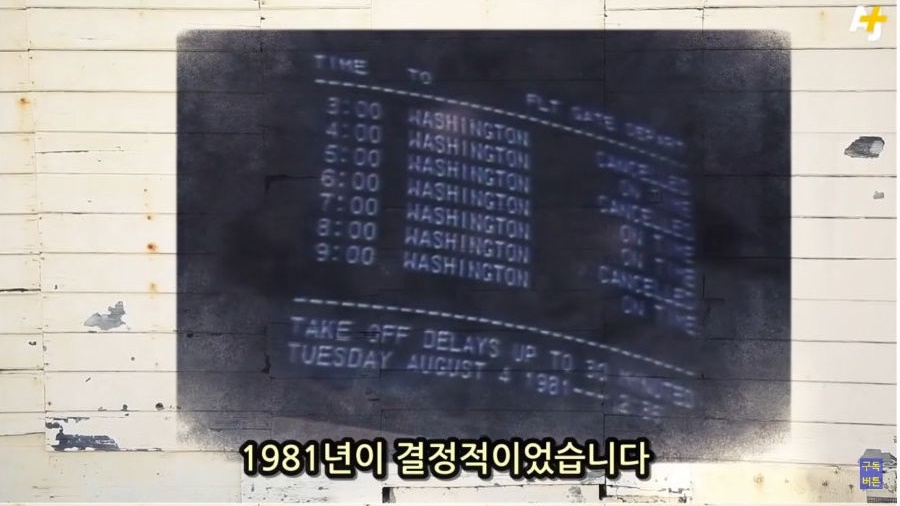 AJ+
TIME TO FLT GATE DEPART
3:00 WASHINGTON CANCELLED
4:00 WASHINGTON ON TIME
5:00 WASHINGTON CANCELLED
6:00 WASHINGTON ON TIME
7:00 WASHINGTON ON TIME
8:00 WASHINGTON CANCELLED
9:00 WASHINGTON ON TIME
TAKE OFF DELAYS UP TO 30 MINUTES
TUESDAY AUGUST 4 1981
1981년이 결정적이었습니다
구독
버튼